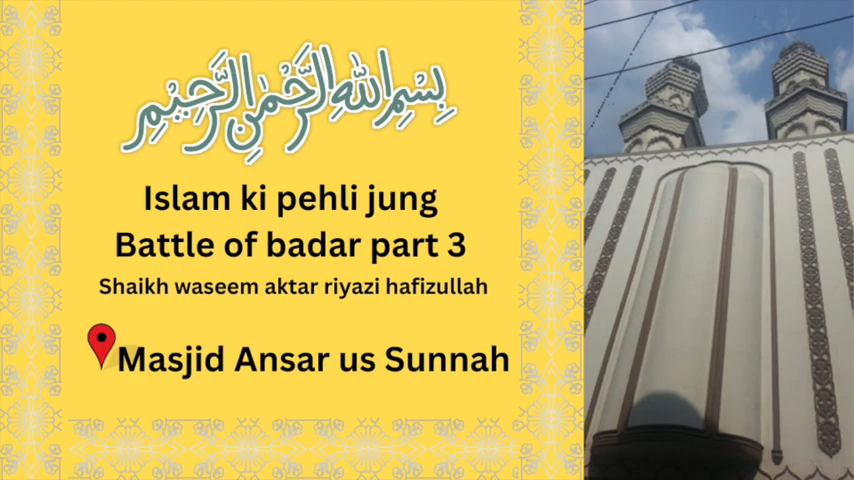 بِسْمِ اللهِ الرَّحْمٰنِ الرَّحِيْمِ
Islam ki pehli jung
Battle of badar part 3
Shaikh waseem aktar riyazi hafizullah
Masjid Ansar us Sunnah